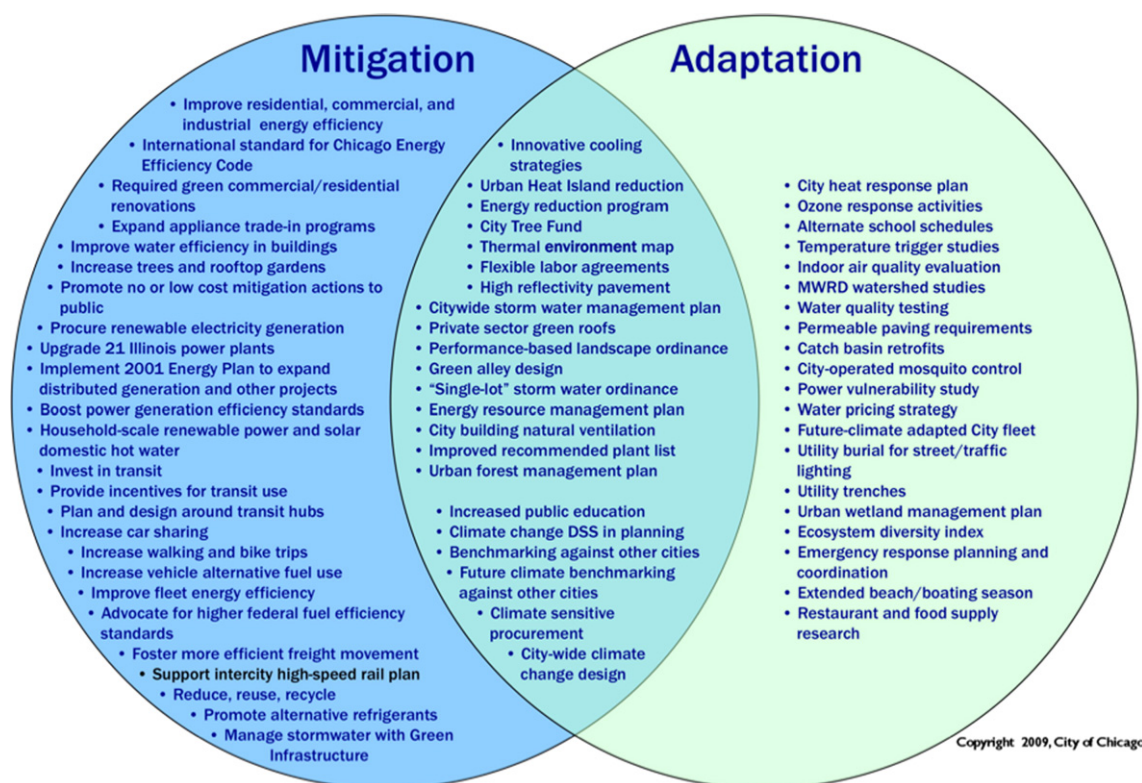 Mitigation
• Improve residential, commercial, and
industrial energy efficiency
• International standard for Chicago Energy
Efficiency Code
• Required green commercial/residential
renovations
• Expand appliance trade-in programs
• Improve water efficiency in buildings
• Increase trees and rooftop gardens
• Promote no or low cost mitigation actions to
public
• Procure renewable electricity generation
• Upgrade 21 Illinois power plants
• Implement 2001 Energy Plan to expand
distributed generation and other projects
• Boost power generation efficiency standards
• Household-scale renewable power and solar
domestic hot water
• Invest in transit
• Provide incentives for transit use
• Plan and design around transit hubs
• Increase car sharing
• Increase walking and bike trips
• Increase vehicle alternative fuel use
• Improve fleet energy efficiency
• Advocate for higher federal fuel efficiency
standards
• Foster more efficient freight movement
• Support intercity high-speed rail plan
• Reduce, reuse, recycle
• Promote alternative refrigerants
• Manage stormwater with Green
Infrastructure
• Innovative cooling
strategies
• Urban Heat Island reduction
• Energy reduction program
• City Tree Fund
• Thermal environment map
• Flexible labor agreements
• High reflectivity pavement
• Citywide storm water management plan
• Private sector green roofs
• Performance-based landscape ordinance
• Green alley design
• “Single-lot” storm water ordinance
• Energy resource management plan
• City building natural ventilation
• Improved recommended plant list
• Urban forest management plan
• Increased public education
• Climate change DSS in planning
• Benchmarking against other cities
• Future climate benchmarking
against other cities
• Climate sensitive
procurement
• City-wide climate
change design
Adaptation
• City heat response plan
• Ozone response activities
• Alternate school schedules
• Temperature trigger studies
• Indoor air quality evaluation
• MWRD watershed studies
• Water quality testing
• Permeable paving requirements
• Catch basin retrofits
• City-operated mosquito control
• Power vulnerability study
• Water pricing strategy
• Future-climate adapted City fleet
• Utility burial for street/traffic
lighting
• Utility trenches
• Urban wetland management plan
• Ecosystem diversity index
• Emergency response planning and
coordination
• Extended beach/boating season
• Restaurant and food supply
research
Copyright 2009, City of Chicago